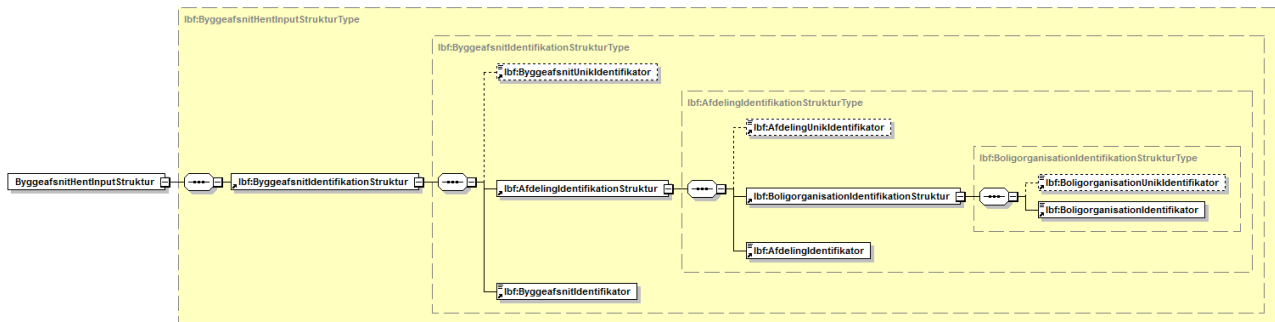 lbf:ByggeafsnitHentInputStrukturType
lbf:ByggeafsnitIdentifikationStrukturType
lbf:ByggeafsnitUnikIdentifikator
lbf:AfdelingIdentifikationStrukturType
lbf:AfdelingUnikIdentifikator
lbf:BoligorganisationIdentifikationStrukturType
ByggeafsnitHentInputStruktur
lbf:ByggeafsnitIdentifikationStruktur
lbf:AfdelingIdentifikationStruktur
lbf:BoligorganisationIdentifikationStruktur
lbf:BoligorganisationUnikIdentifikator
lbf:BoligorganisationIdentifikator
lbf:AfdelingIdentifikator
lbf:ByggeafsnitIdentifikator